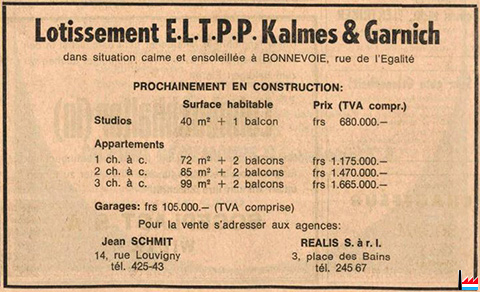 Lotissement E.L.T.P.P. Kalmes & Garnich
dans situation calme et ensoleillée à BONNEVOIE, rue de l'Egalité
PROCHAINEMENT EN CONSTRUCTION:
Surface habitable Prix (TVA compr.)
Studios 40 m² + 1 balcon frs 680.000.—
Appartements
1 ch. à c. 72 m² + 2 balcons frs 1.175.000.—
2 ch. à c. 85 m² + 2 balcons frs 1.470.000.—
3 ch. à c. 99 m² + 2 balcons frs 1.665.000.—
Garages: frs 105.000.— (TVA comprise)
Pour la vente s'adresser aux agences:
Jean SCHMIT REALIS S. à r. l.
14, rue Louvigny 3, place des Bains
tél. 425-43 tél. 245 67